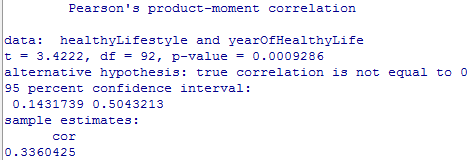 Pearson's product-moment correlation
data:  healthyLifestyle and yearOfHealthyLife
t = 3.4222, df = 92, p-value = 0.0009286
alternative hypothesis: true correlation is not equal to 0
95 percent confidence interval:
 0.1431739 0.5043213
sample estimates:
      cor
0.3360425